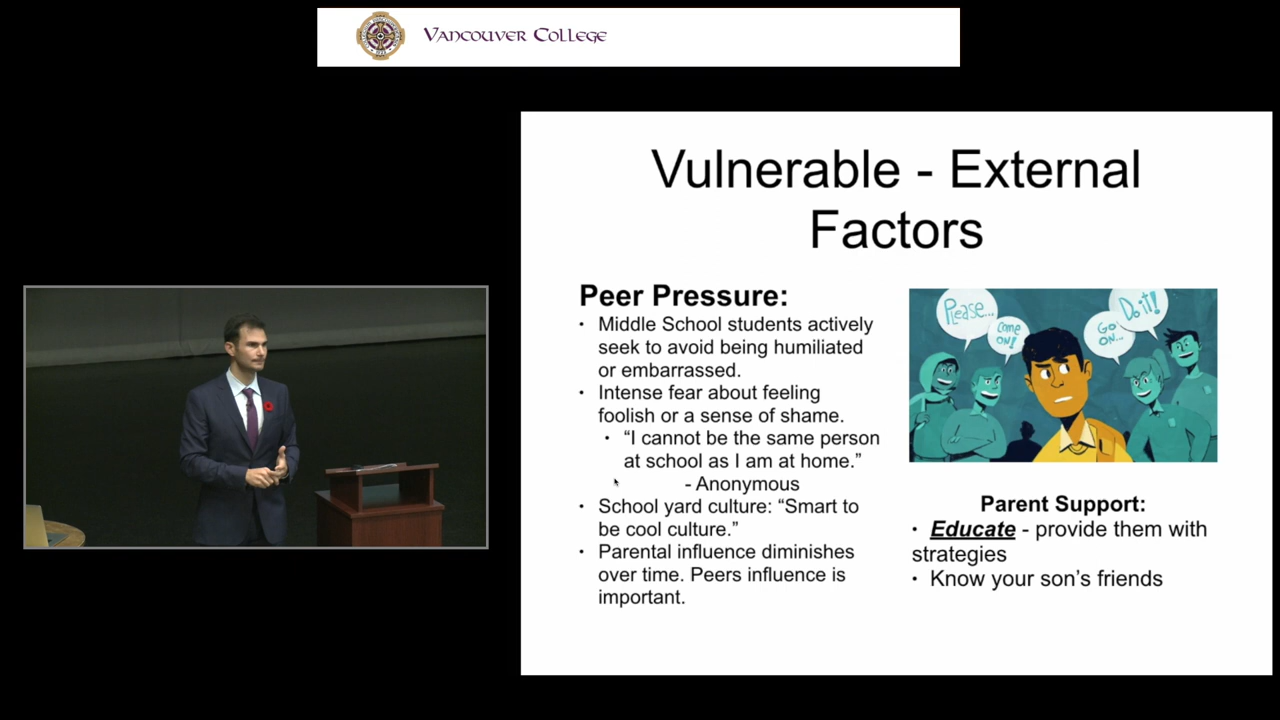 VANCOUVER COLLEGE
Vulnerable - External
Factors
Peer Pressure:
• Middle School students actively
seek to avoid being humiliated
or embarrassed.
• Intense fear about feeling
foolish or a sense of shame.
• “I cannot be the same person
at school as I am at home.”
- Anonymous
• School yard culture: “Smart to
be cool culture.”
• Parental influence diminishes
over time. Peers influence is
important.
Please...
Come
on!
Go
on...
Do it!
Parent Support:
• Educate - provide them with
strategies
• Know your son’s friends